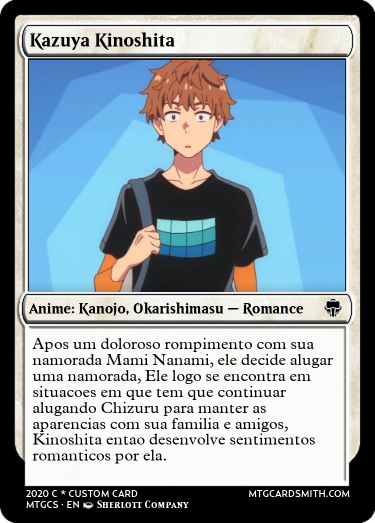 Kazuya Kinoshita
Anime: Kanojo, Okarishimasu — Romance
Apos um doloroso rompimento com sua
namorada Mami Nanami, ele decide alugar
uma namorada, Ele logo se encontra em
situacoes em que tem que continuar
alugando Chizuru para manter as
aparencias com sua familia e amigos,
Kinoshita entao desenvolve sentimentos
romanticos por ela.
2020 C * CUSTOM CARD
MTGCARDSMITH.COM
MTGCS · EN Sherlott Company